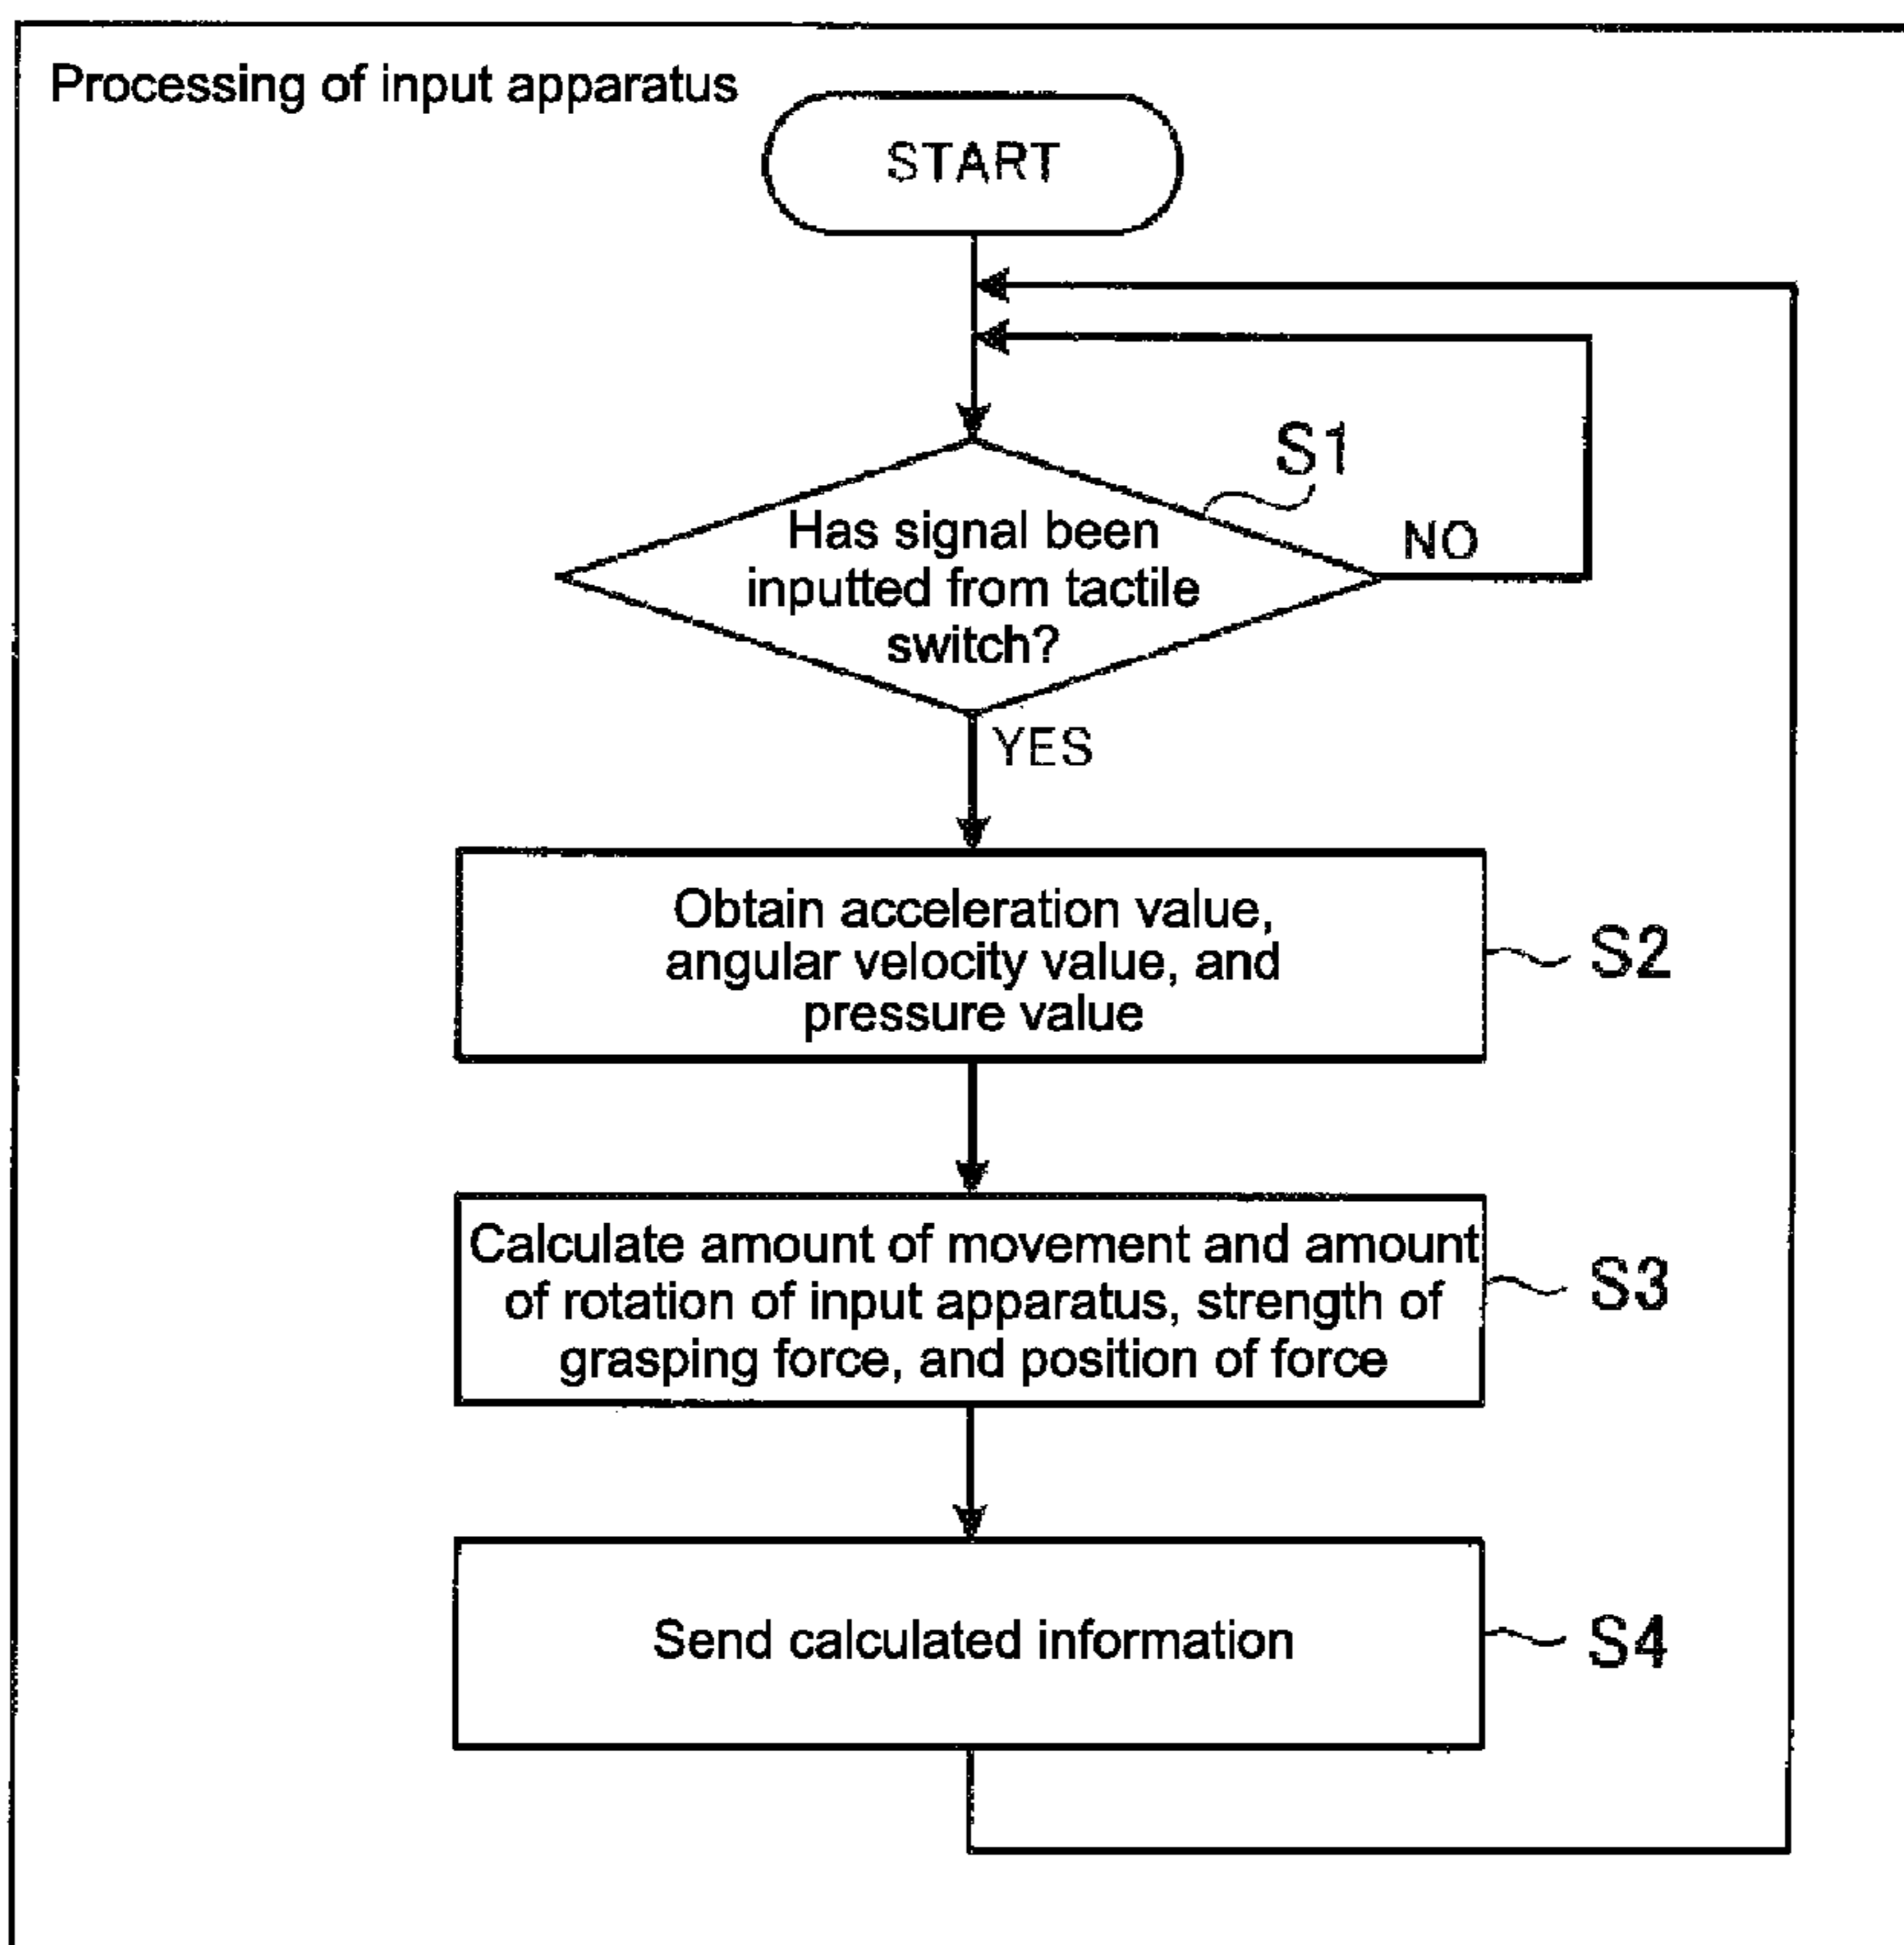 Processing of input apparatus
START
S1
Has signal been
inputted from tactile
switch?
NO
YES
Obtain acceleration value,
angular velocity value, and
pressure value
S2
Calculate amount of movement and amount
of rotation of input apparatus, strength of
grasping force, and position of force
S3
Send calculated information
S4